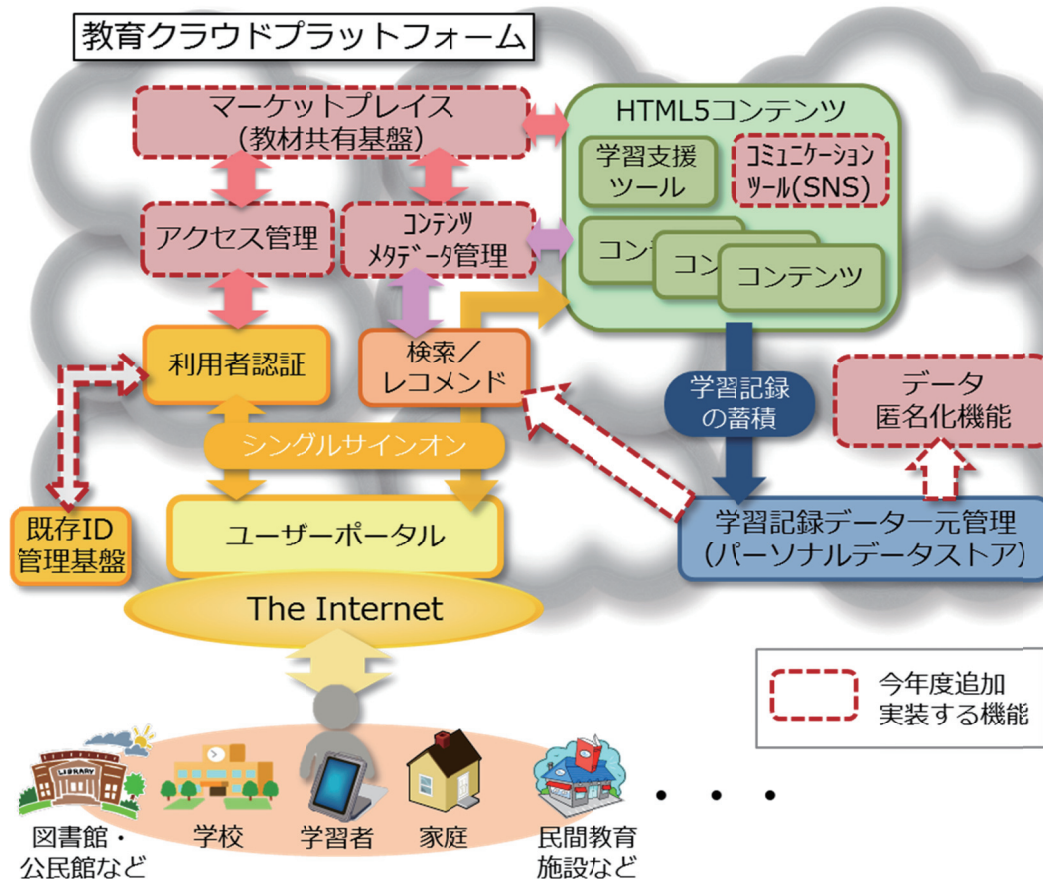 教育クラウドプラットフォーム
マーケットプレイス
(教材共有基盤)
HTML5コンテンツ
学習支援
ツール
コミュニケーション
ツール(SNS)
アクセス管理
コンテンツ
メタデータ管理
コンテ
コン
コンテンツ
利用者認証
検索／
レコメンド
学習記録
の蓄積
データ
匿名化機能
シングルサインオン
既存ID
管理基盤
ユーザーポータル
学習記録データ一元管理
(パーソナルデータストア)
The Internet
今年度追加
実装する機能
LIBRARY
図書館・
公民館など
学校
学習者
家庭
民間教育
施設など
・・・